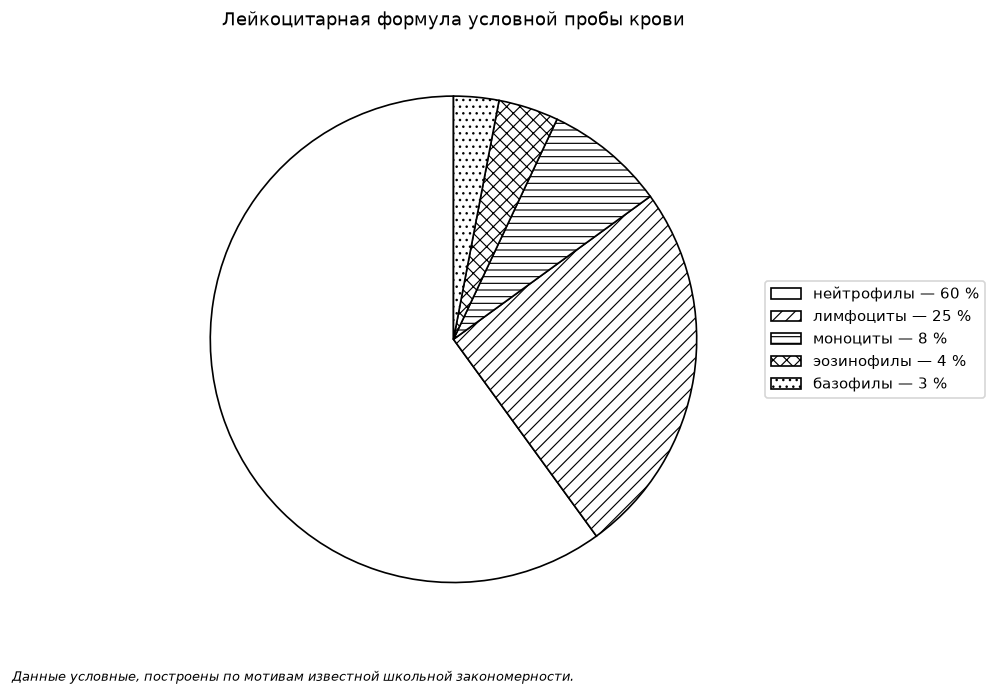 Лейкоцитарная формула условной пробы крови
нейтрофилы — 60 %
лимфоциты — 25 %
моноциты — 8 %
эозинофилы — 4 %
базофилы — 3 %
Данные условные, построены по мотивам известной школьной закономерности.